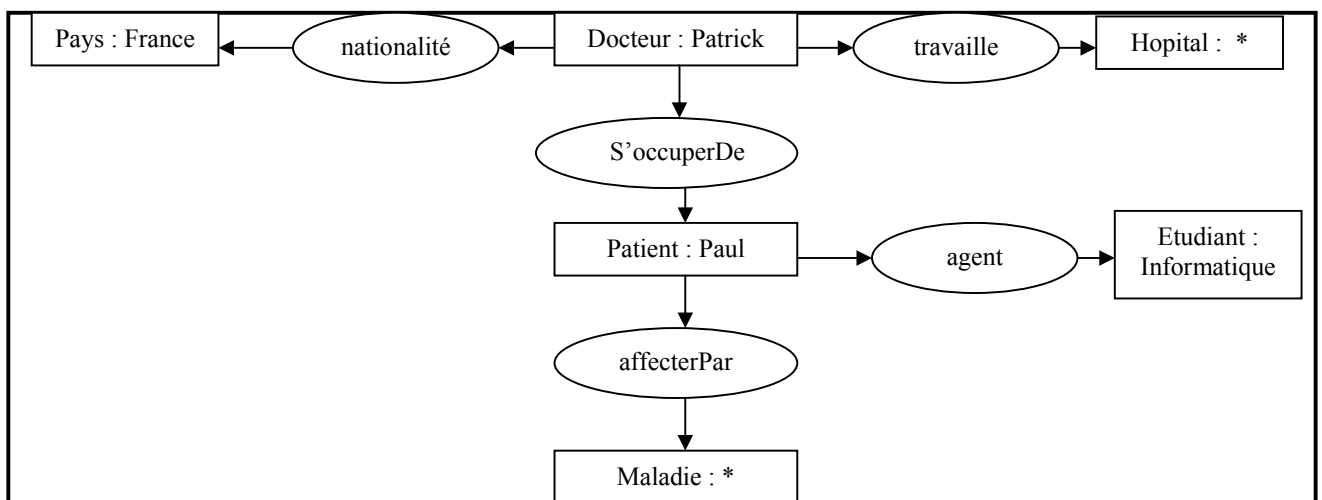 Pays : France
nationalité
Docteur : Patrick
travaille
Hopital :  *
S’occuperDe
Patient : Paul
agent
Etudiant :
Informatique
affecterPar
Maladie : *